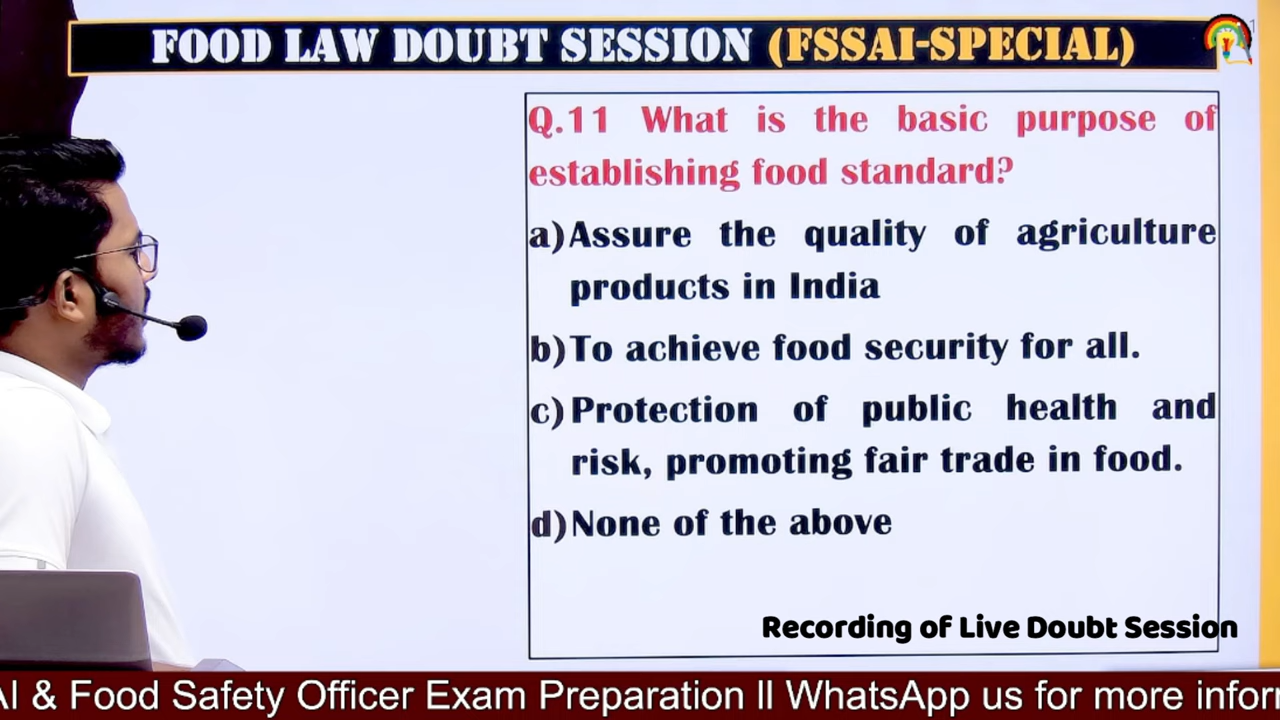 FOOD LAW DOUBT SESSION (FSSAI-SPECIAL)
Q.11 What is the basic purpose of
establishing food standard?
a) Assure the quality of agriculture
products in India
b) To achieve food security for all.
c) Protection of public health and
risk, promoting fair trade in food.
d) None of the above
Recording of Live Doubt Session
& Food Safety Officer Exam Preparation II WhatsApp us for more